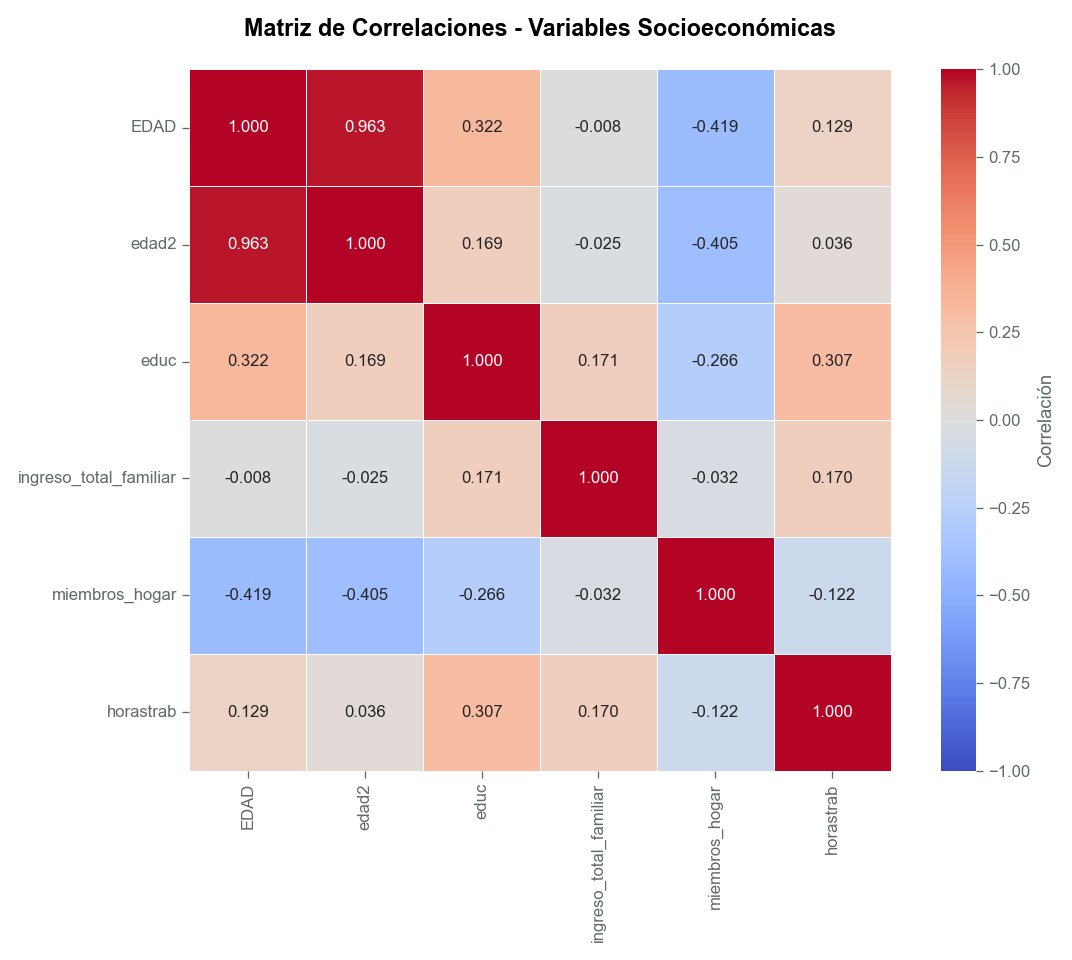 Matriz de Correlaciones - Variables Socioeconómicas
EDAD 1.000 0.963 0.322 -0.008 -0.419 0.129
edad2 0.963 1.000 0.169 -0.025 -0.405 0.036
educ 0.322 0.169 1.000 0.171 -0.266 0.307
ingreso_total_familiar -0.008 -0.025 0.171 1.000 -0.032 0.170
miembros_hogar -0.419 -0.405 -0.266 -0.032 1.000 -0.122
horastrab 0.129 0.036 0.307 0.170 -0.122 1.000
EDAD
edad2
educ
ingreso_total_familiar
miembros_hogar
horastrab
1.00
0.75
0.50
0.25
0.00
−0.25
−0.50
−0.75
−1.00
Correlación